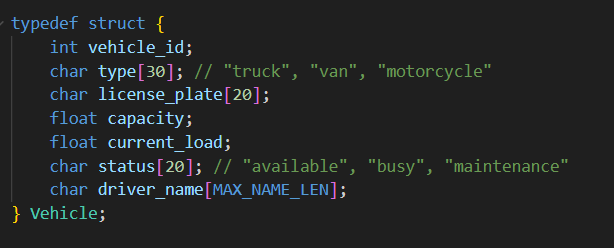 typedef struct {
    int vehicle_id;
    char type[30]; // "truck", "van", "motorcycle"
    char license_plate[20];
    float capacity;
    float current_load;
    char status[20]; // "available", "busy", "maintenance"
    char driver_name[MAX_NAME_LEN];
} Vehicle;